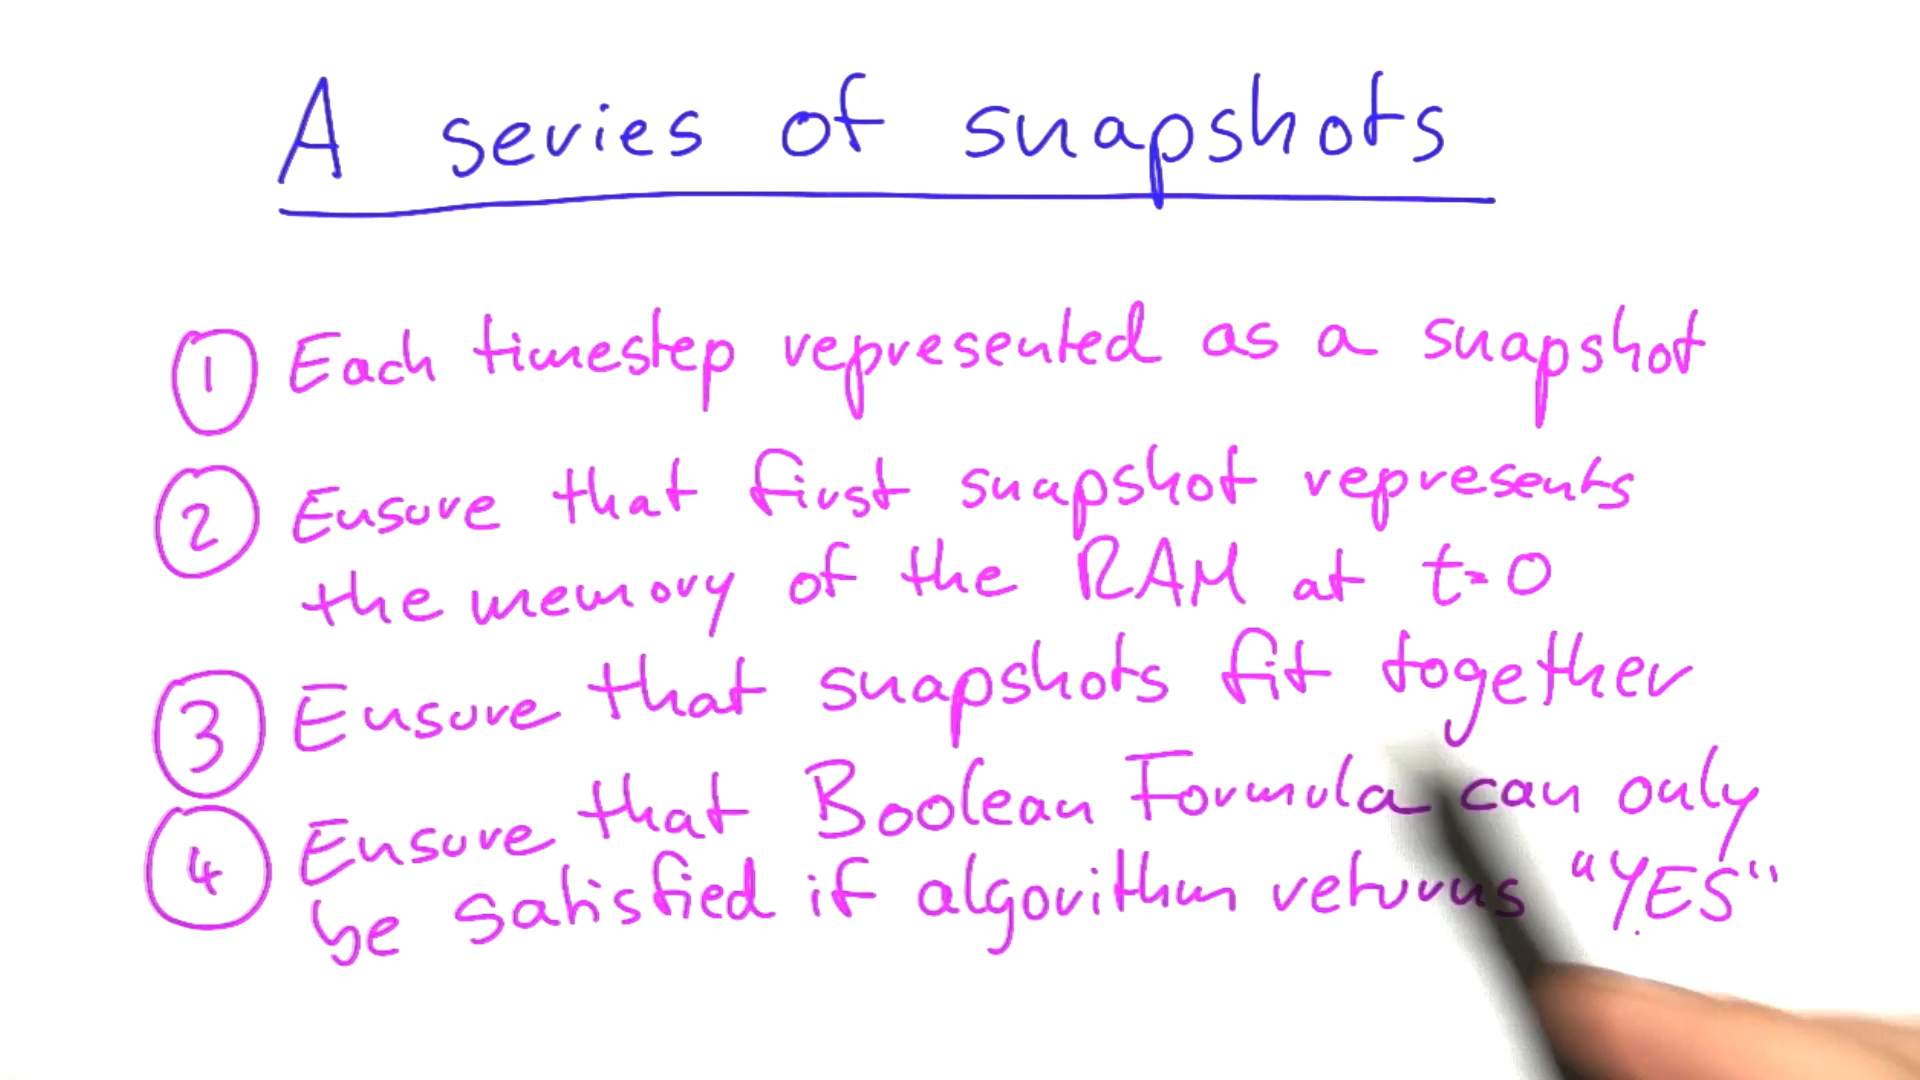 A series of snapshots
1 Each timestep represented as a snapshot
2 Ensure that first snapshot represents
the memory of the RAM at t=0
3 Ensure that snapshots fit together
4 Ensure that Boolean Formula can only
be satisfied if algorithm returns "YES"